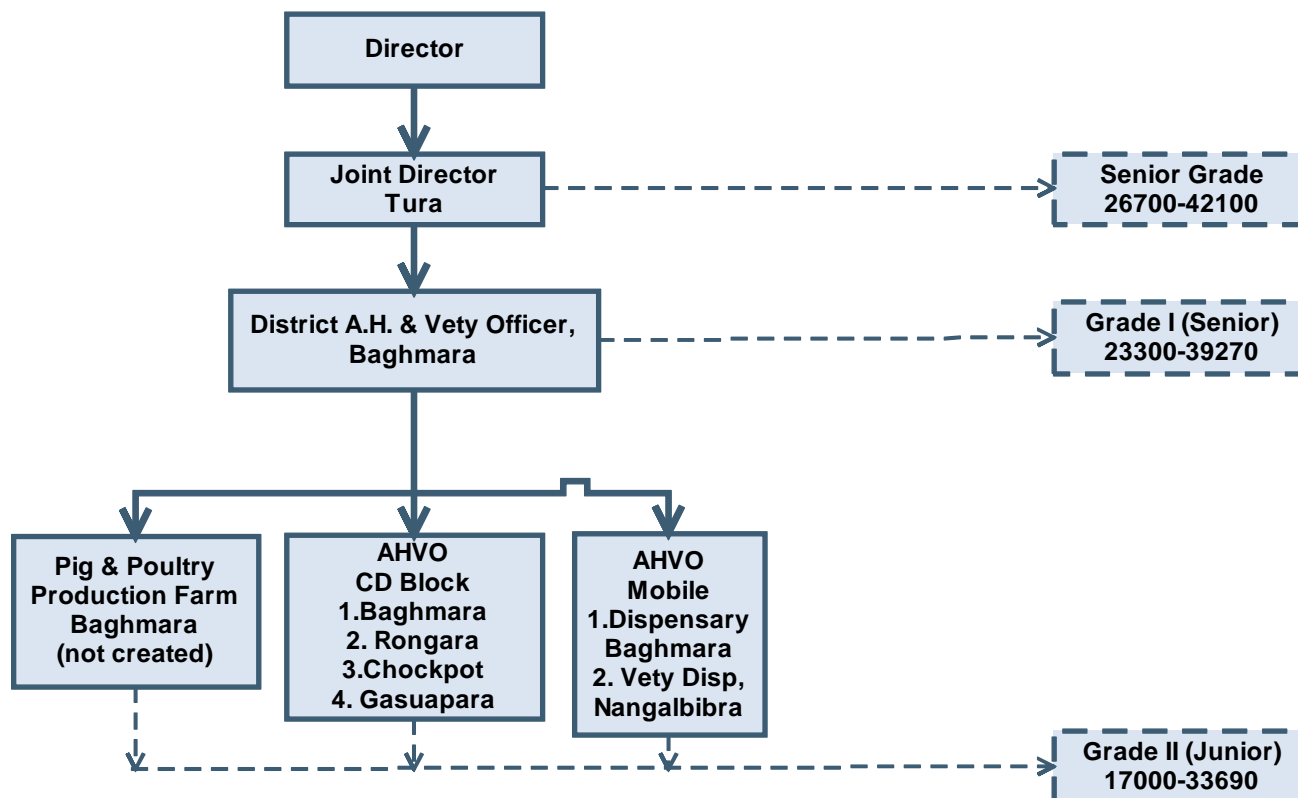 Director
Joint Director
Tura
Senior Grade
26700-42100
District A.H. & Vety Officer,
Baghmara
Grade I (Senior)
23300-39270
Pig & Poultry
Production Farm
Baghmara
(not created)
AHVO
CD Block
1.Baghmara
2. Rongara
3.Chockpot
4. Gasuapara
AHVO
Mobile
1.Dispensary
Baghmara
2. Vety Disp,
Nangalbibra
Grade II (Junior)
17000-33690